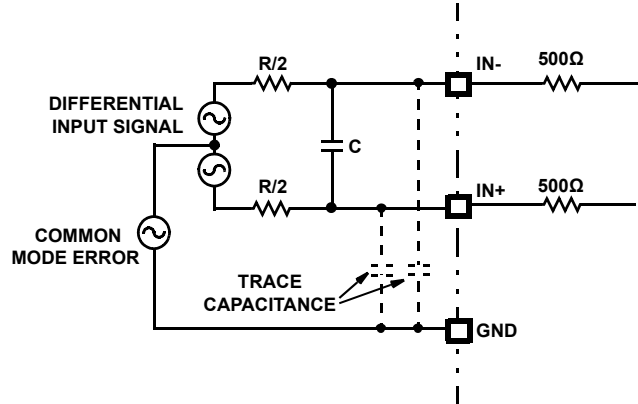 R/2
IN-
500Ω
DIFFERENTIAL
INPUT SIGNAL
C
R/2
IN+
500Ω
COMMON
MODE ERROR
TRACE
CAPACITANCE
GND